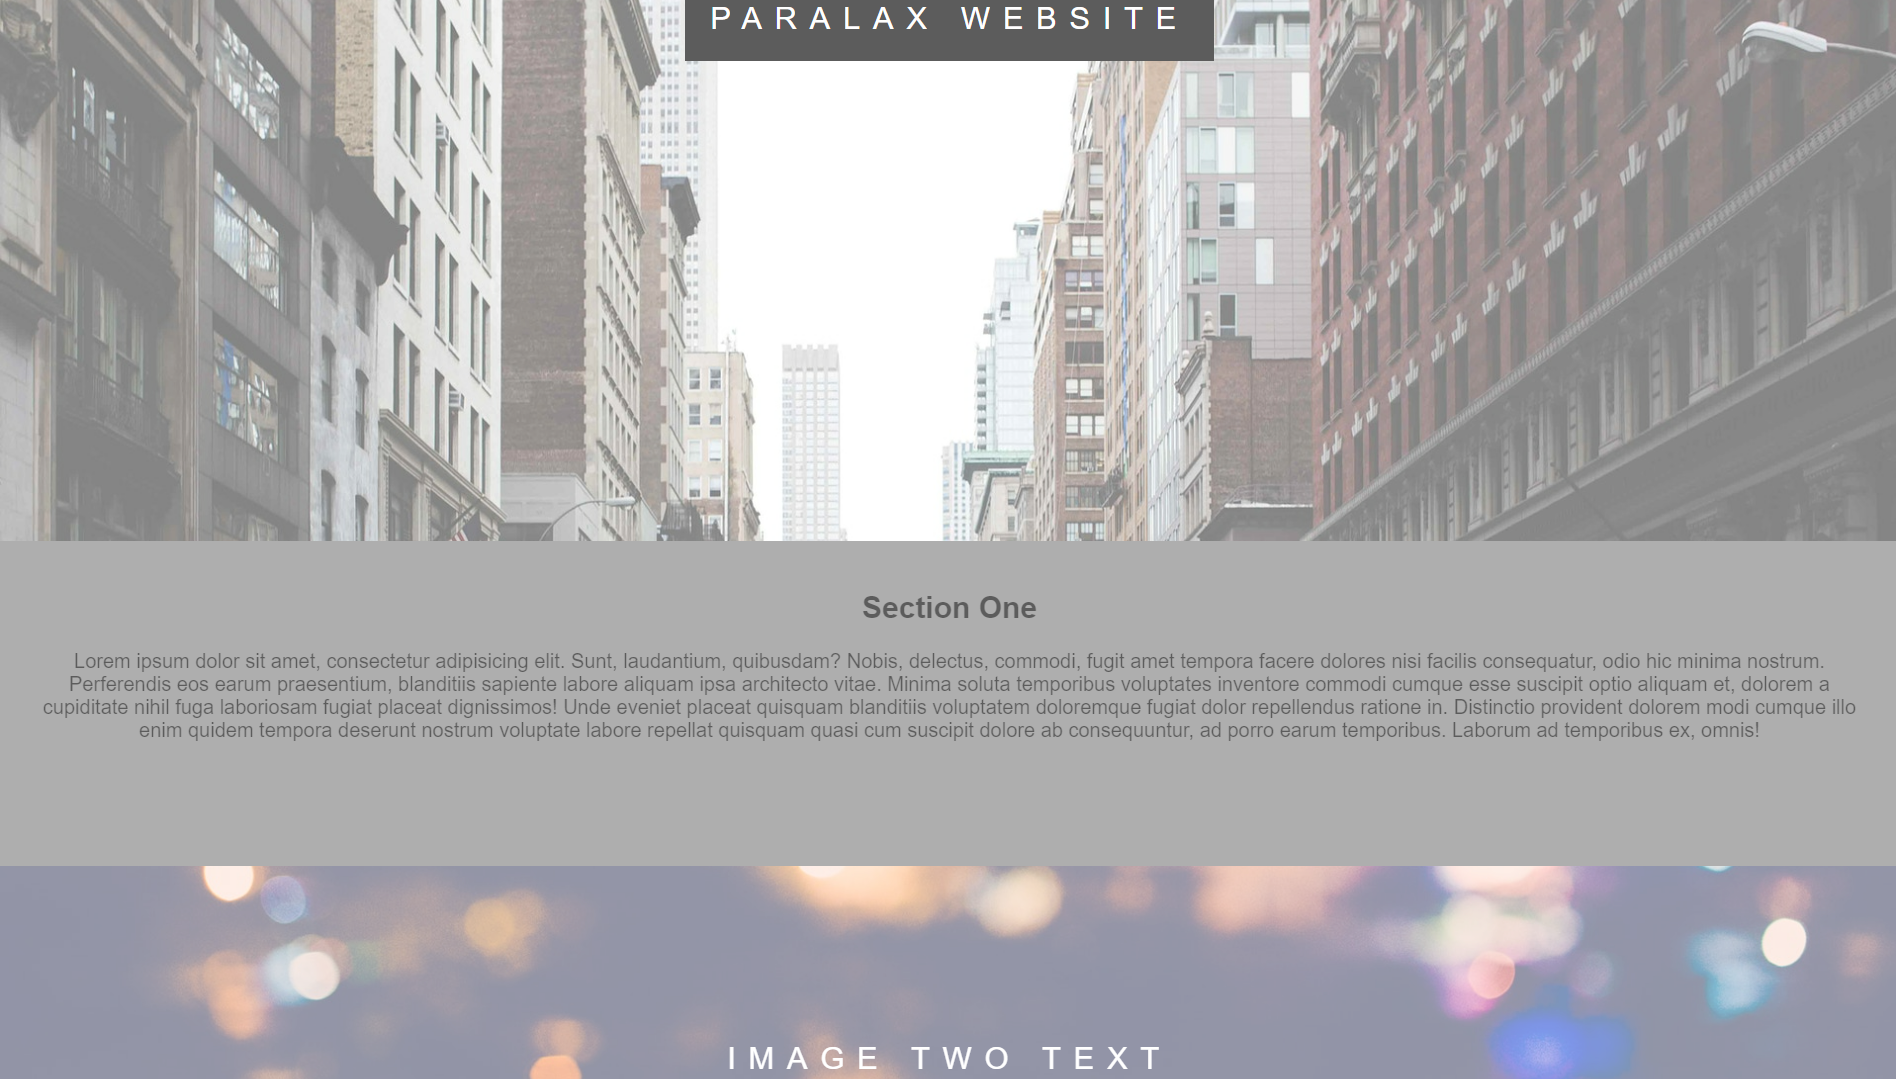 PARALAX WEBSITE
Section One
Lorem ipsum dolor sit amet, consectetur adipisicing elit. Sunt, laudantium, quibusdam? Nobis, delectus, commodi, fugit amet tempora facere dolores nisi facilis consequatur, odio hic minima nostrum.
Perferendis eos earum praesentium, blanditiis sapiente labore aliquam ipsa architecto vitae. Minima soluta temporibus voluptates inventore commodi cumque esse suscipit optio aliquam et, dolorem a
cupiditate nihil fuga laboriosam fugiat placeat dignissimos! Unde eveniet placeat quisquam blanditiis voluptatem doloremque fugiat dolor repellendus ratione in. Distinctio provident dolorem modi cumque illo
enim quidem tempora deserunt nostrum voluptate labore repellat quisquam quasi cum suscipit dolore ab consequuntur, ad porro earum temporibus. Laborum ad temporibus ex, omnis!
IMAGE TWO TEXT